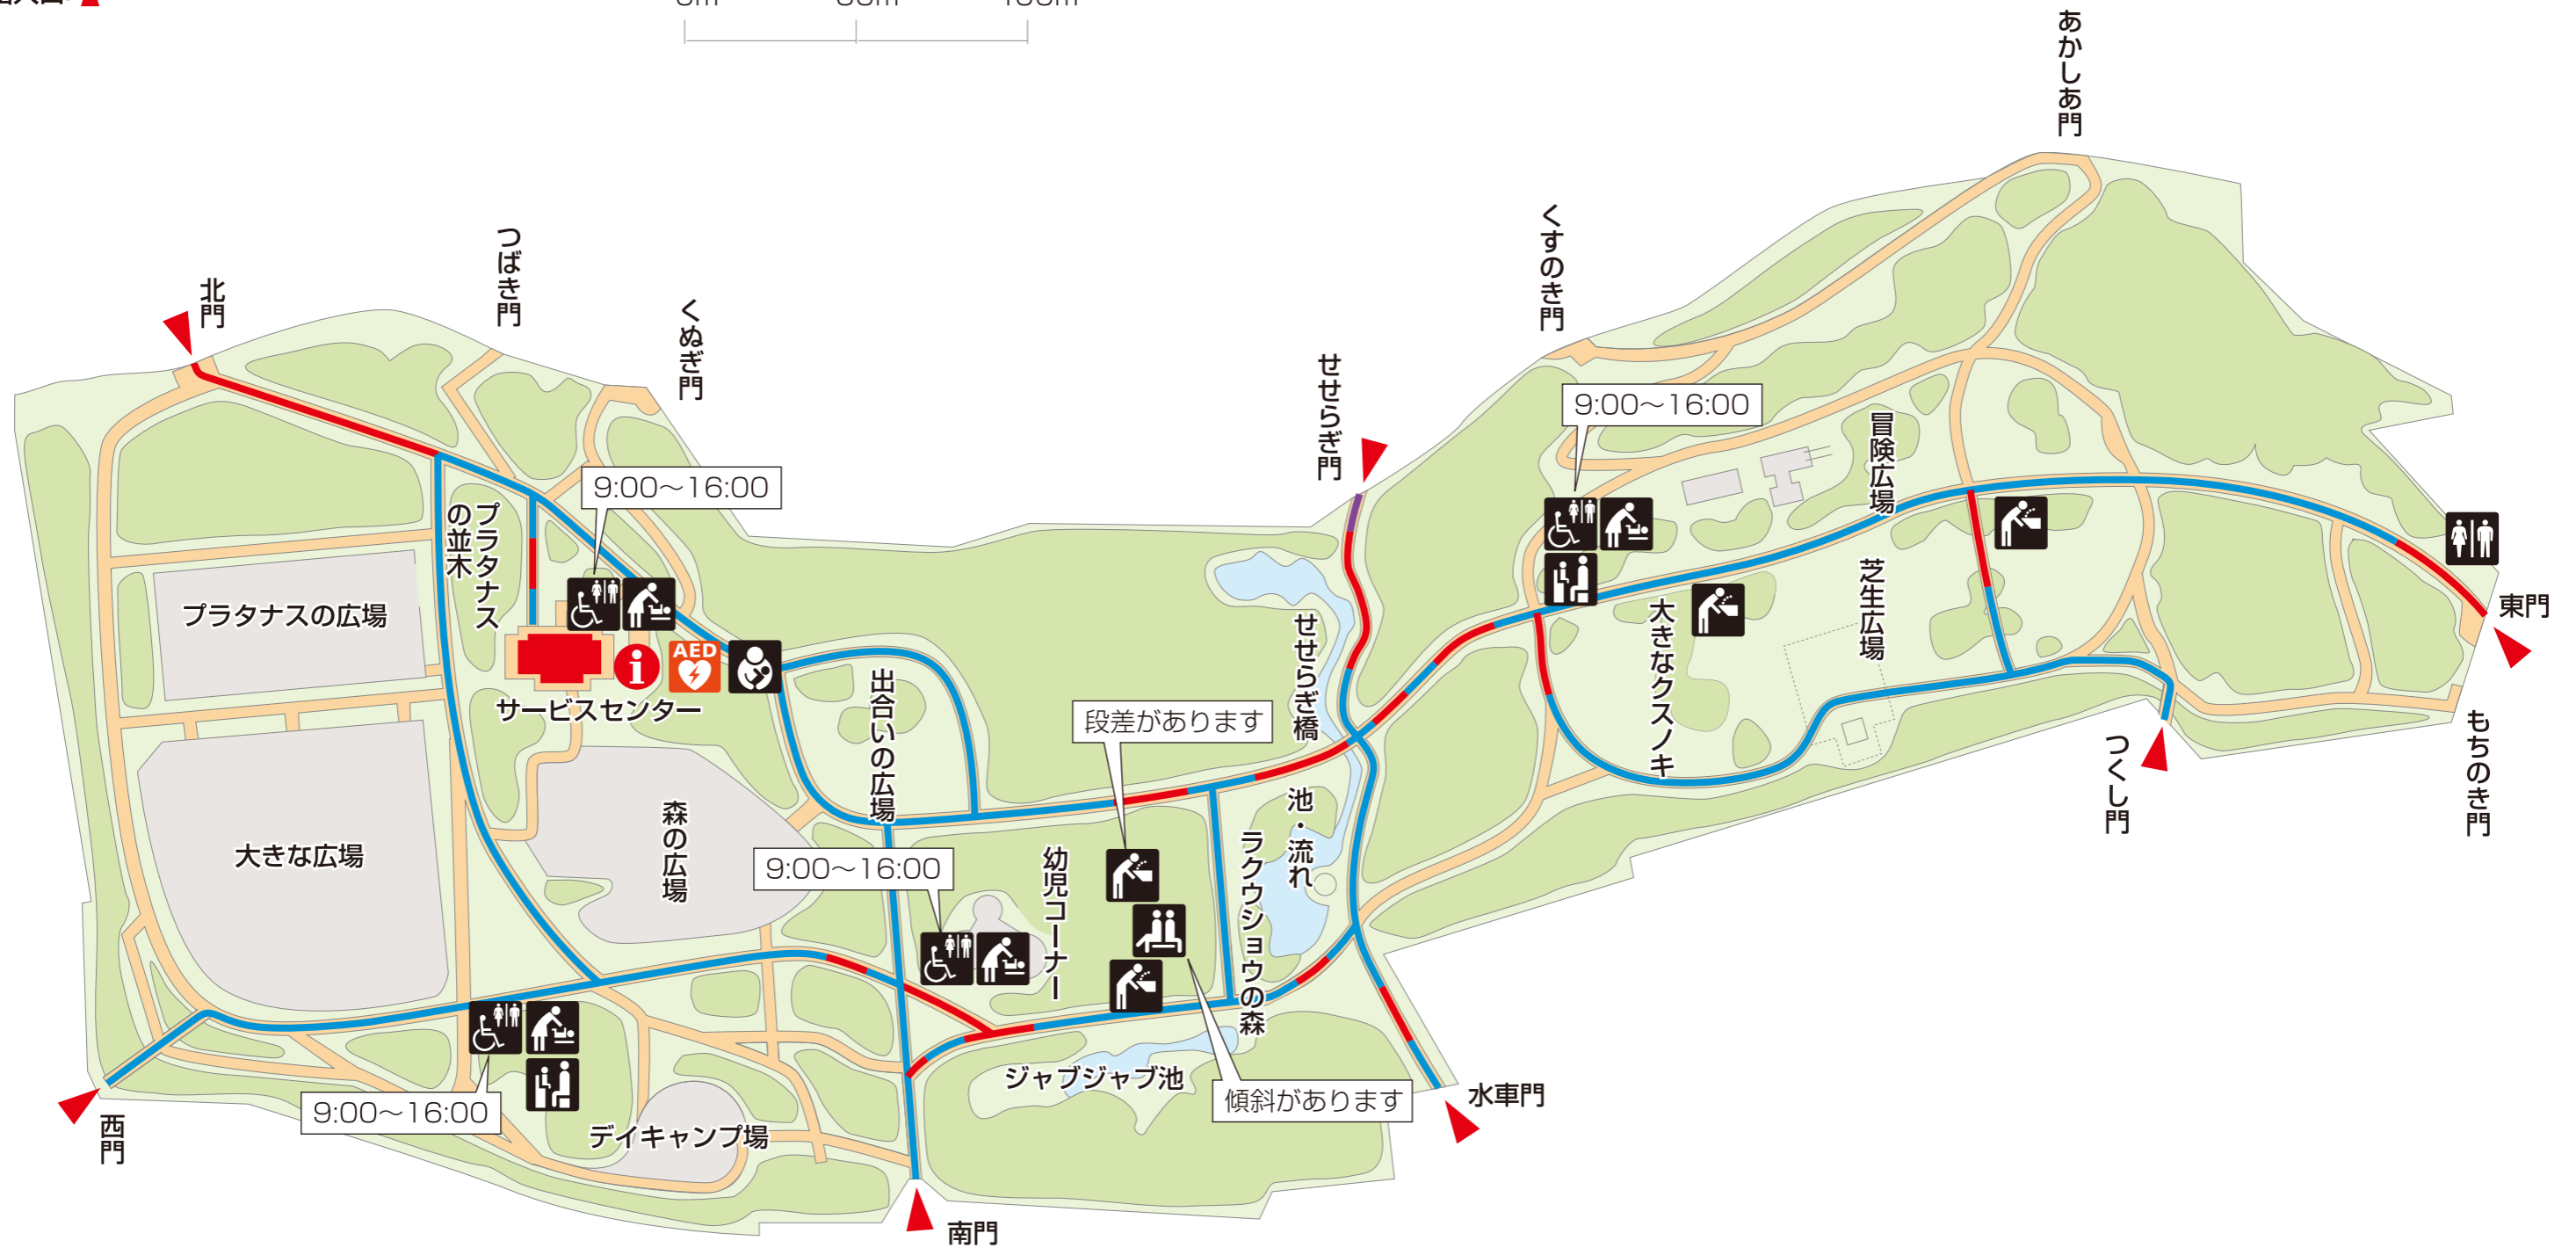 あかしあ門
つばき門
北門
くぬぎ門
くすのき門
せせらぎ門
9:00〜16:00
冒険広場
9:00〜16:00
プラタナス
の並木
プラタナスの広場
芝生広場
大きなクスノキ
東門
せせらぎ橋
AED
i
サービスセンター
出合いの広場
段差があります
つくし門
もちのき門
池・流れ
森の広場
大きな広場
ラクウショウの森
幼児コーナー
9:00〜16:00
ジャブジャブ池
傾斜があります
水車門
9:00〜16:00
西門
デイキャンプ場
南門